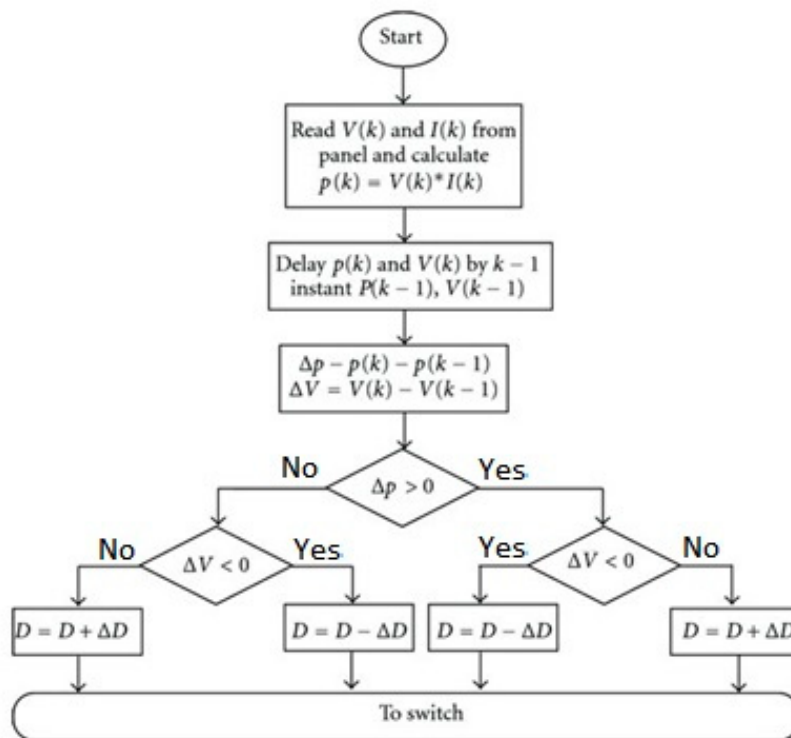 Start
Read V(k) and I(k) from
panel and calculate
p(k) = V(k)*I(k)
Delay p(k) and V(k) by k − 1
instant P(k − 1), V(k − 1)
Δp − p(k) − p(k − 1)
ΔV = V(k) − V(k − 1)
No
Yes
Δp > 0
No
ΔV < 0
Yes
Yes
ΔV < 0
No
D = D + ΔD
D = D − ΔD
D = D − ΔD
D = D + ΔD
To switch